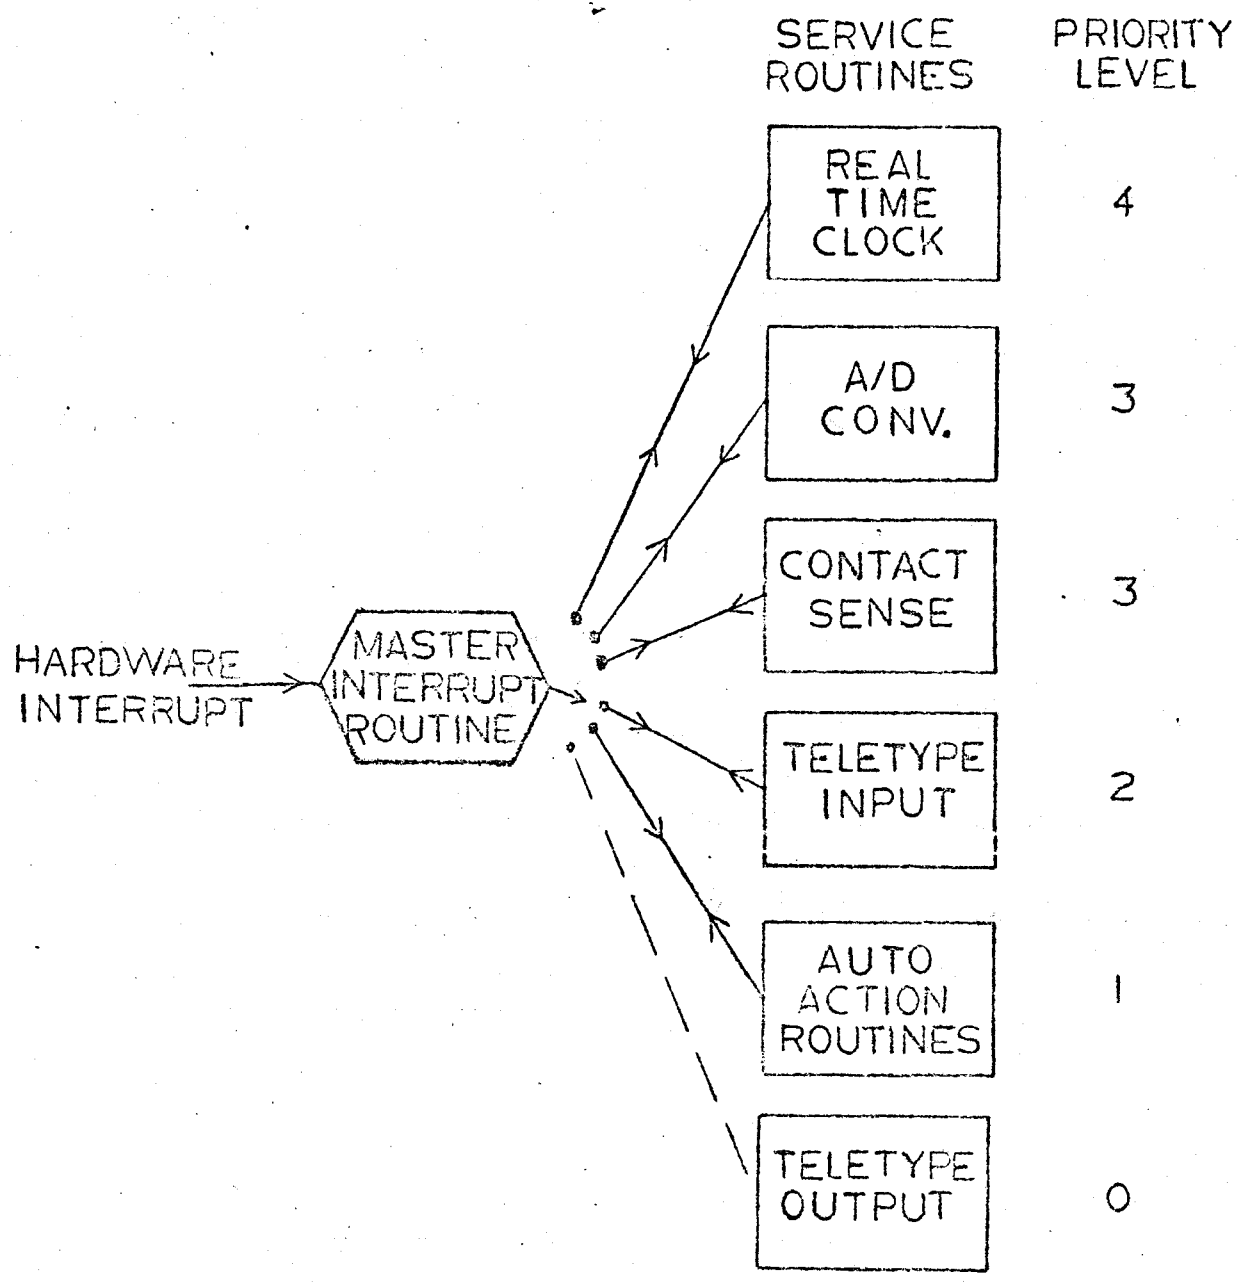 SERVICE
ROUTINES
PRIORITY
LEVEL
REAL
TIME
CLOCK
4
A/D
CONV.
3
CONTACT
SENSE
3
HARDWARE
INTERRUPT
MASTER
INTERRUPT
ROUTINE
TELETYPE
INPUT
2
AUTO
ACTION
ROUTINES
1
TELETYPE
OUTPUT
0